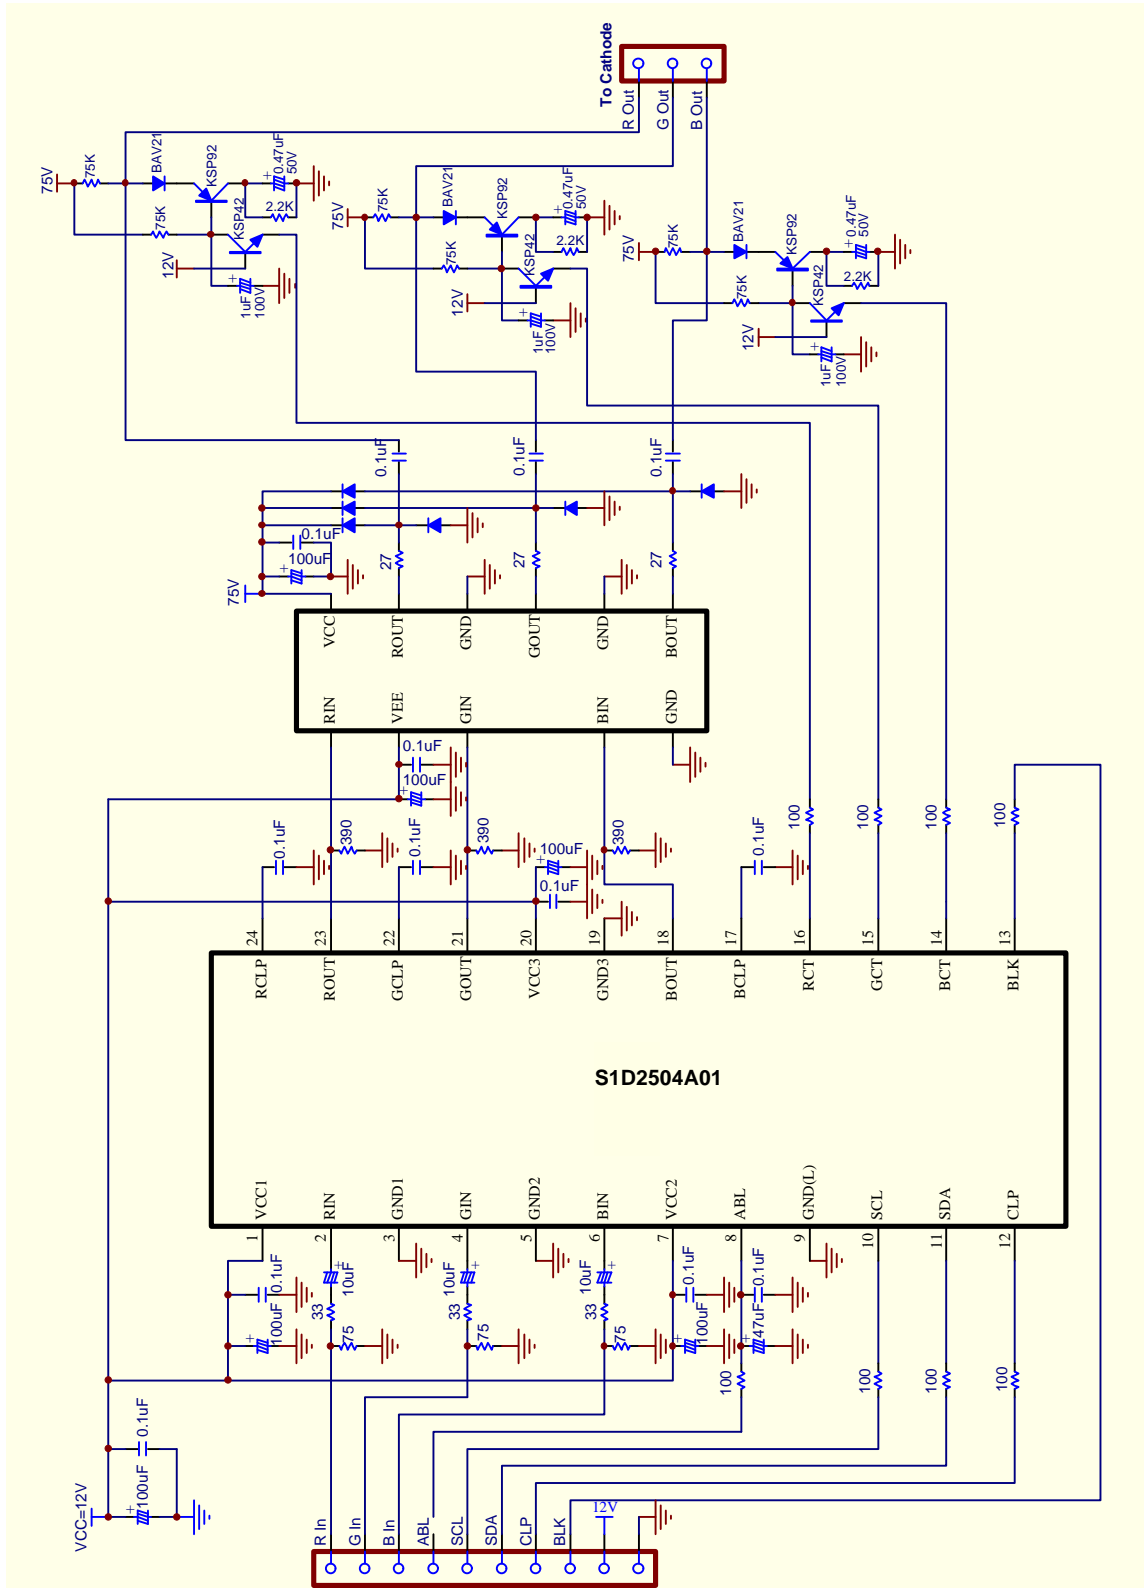 To Cathode
R Out
G Out
B Out
75V
75K
BAV21
KSP92
0.47uF
50V
+
75K
KSP42
2.2K
12V
1uF
100V
+
75V
75K
BAV21
KSP92
0.47uF
50V
+
75K
KSP42
2.2K
12V
1uF
100V
+
75V
75K
BAV21
KSP92
0.47uF
50V
+
75K
KSP42
2.2K
12V
1uF
100V
+
0.1uF
0.1uF
0.1uF
0.1uF
100uF
+
75V
27
27
27
VCC
ROUT
GND
GOUT
GND
BOUT
RIN
VEE
GIN
BIN
GND
0.1uF
100uF
+
0.1uF
390
0.1uF
390
100uF
+
0.1uF
390
0.1uF
100
100
100
100
24
23
22
21
20
19
18
17
16
15
14
13
RCLP
ROUT
GCLP
GOUT
VCC3
GND3
BOUT
BCLP
RCT
GCT
BCT
BLK
S1D2504A01
VCC1
RIN
GND1
GIN
GND2
BIN
VCC2
ABL
GND(L)
SCL
SDA
CLP
1
2
3
4
5
6
7
8
9
10
11
12
0.1uF
100uF
+
10uF
+
33
75
10uF
+
33
75
10uF
+
33
75
0.1uF
100uF
+
0.1uF
47uF
+
100
100
100
100
0.1uF
100uF
+
VCC=12V
R In
G In
B In
ABL
SCL
SDA
CLP
BLK
12V